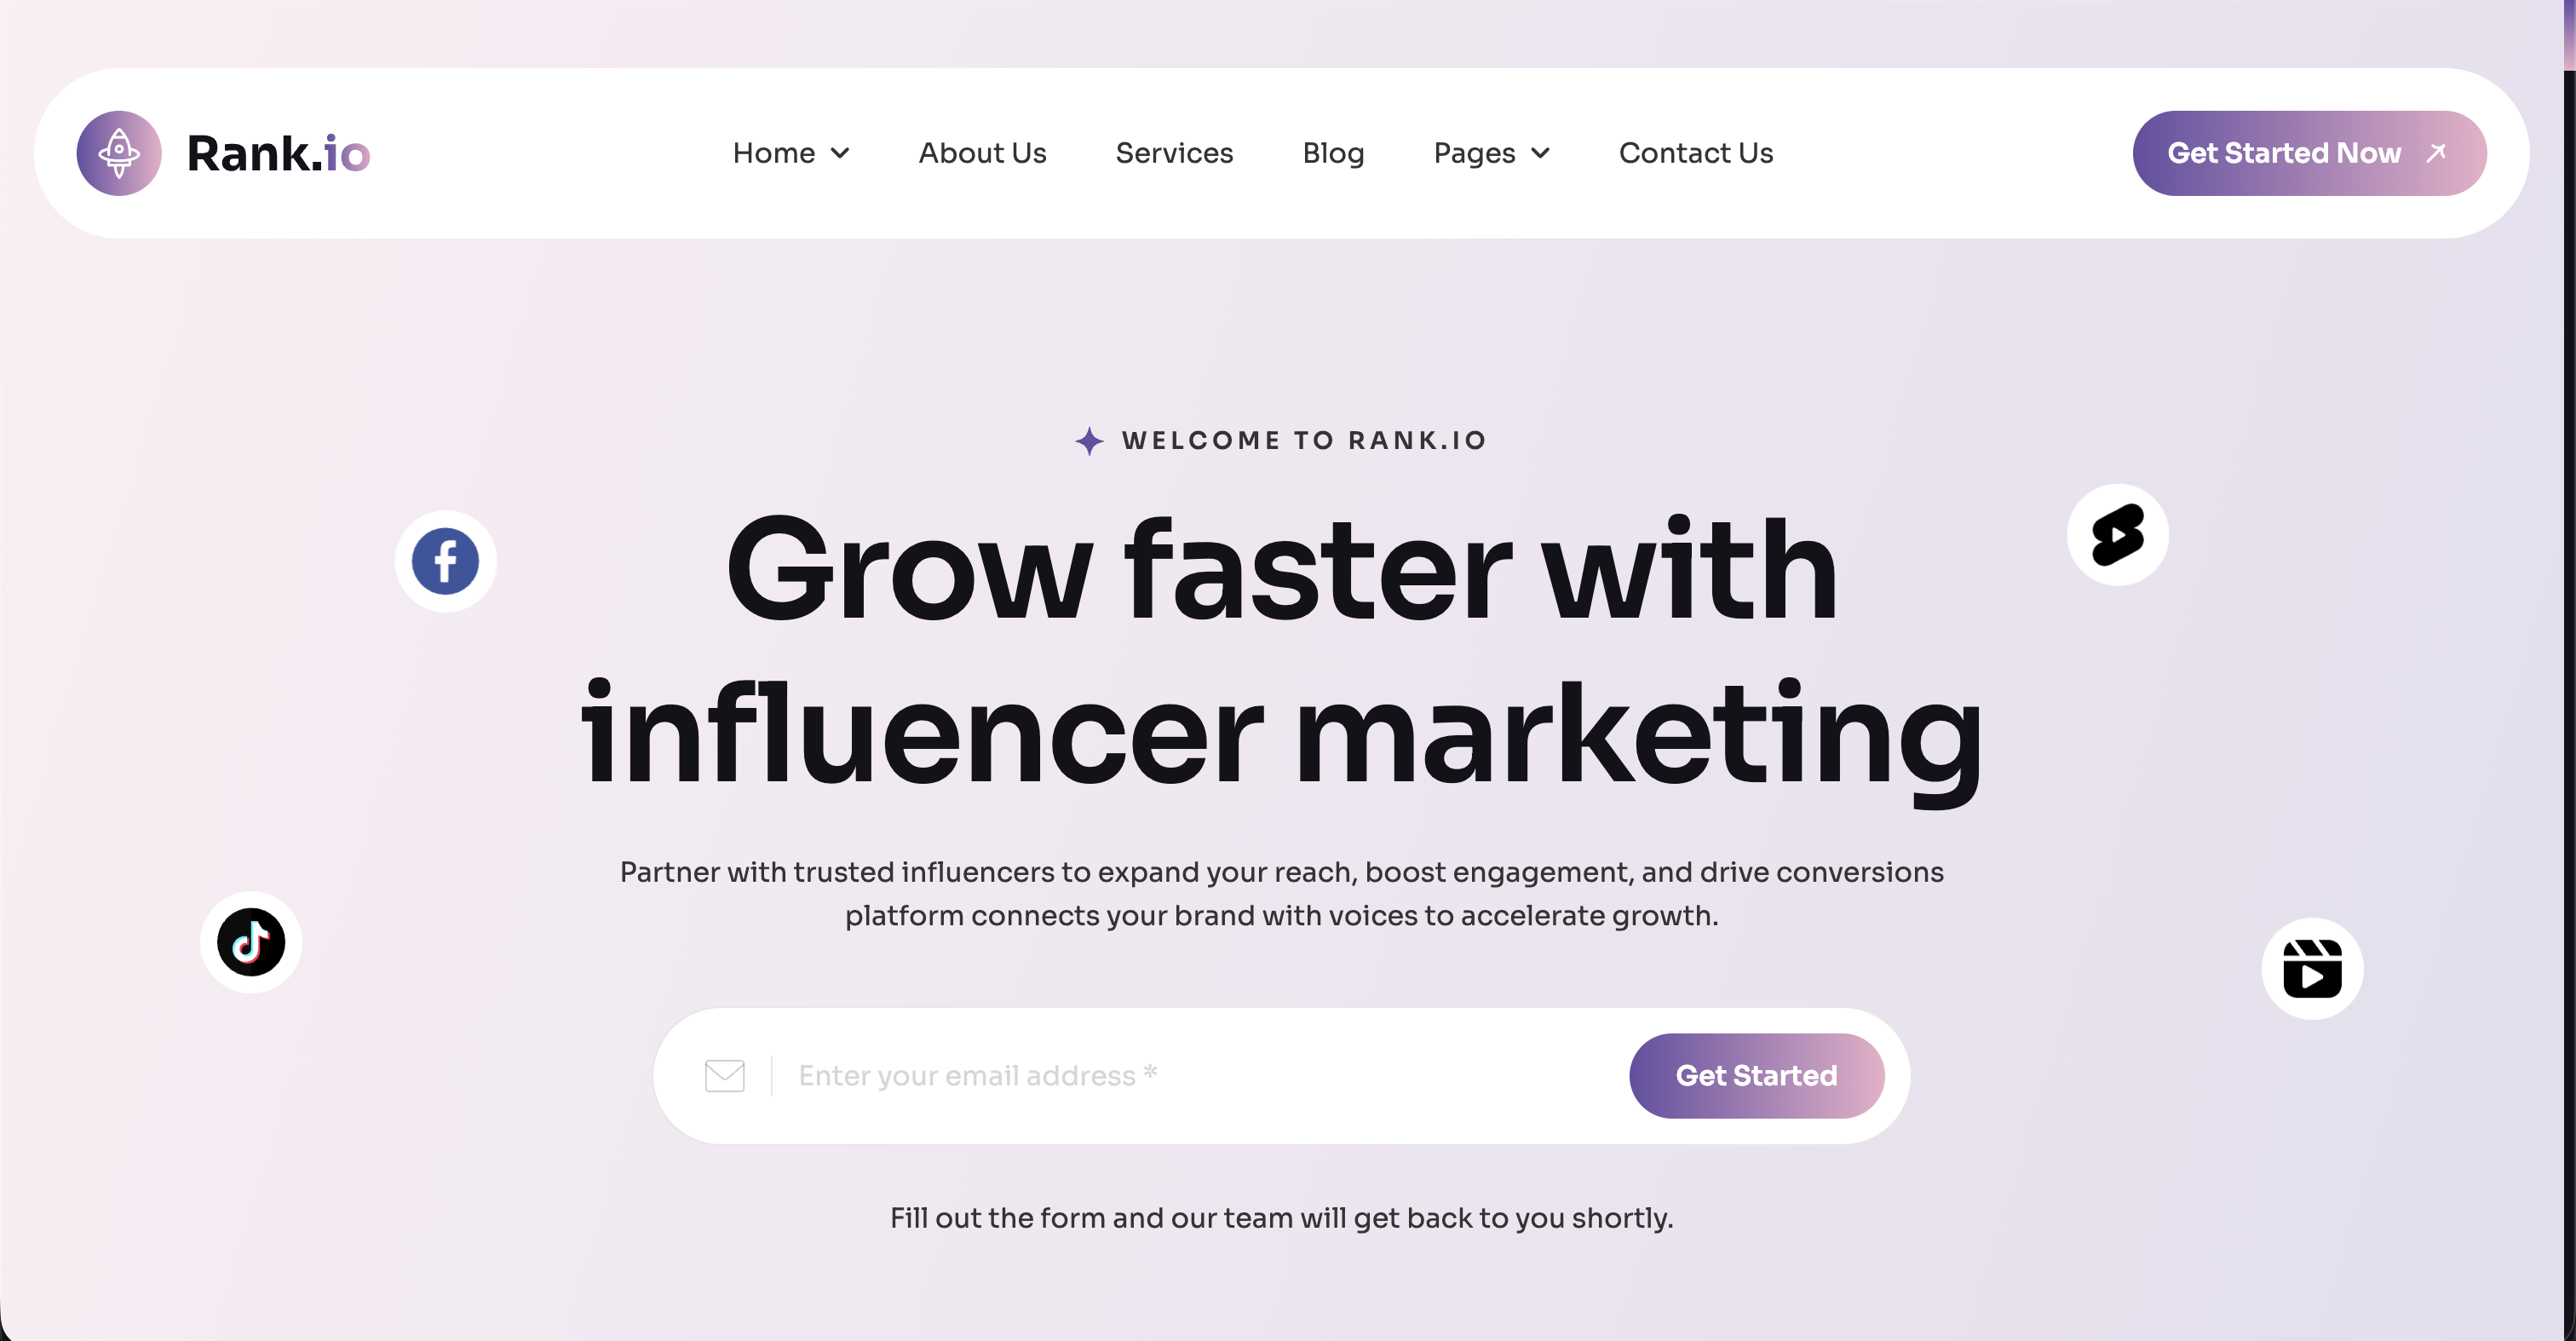 Rank.io
Home
About Us
Services
Blog
Pages
Contact Us
Get Started Now
WELCOME TO RANK.IO
Grow faster with
influencer marketing
Partner with trusted influencers to expand your reach, boost engagement, and drive conversions
platform connects your brand with voices to accelerate growth.
Enter your email address *
Get Started
Fill out the form and our team will get back to you shortly.